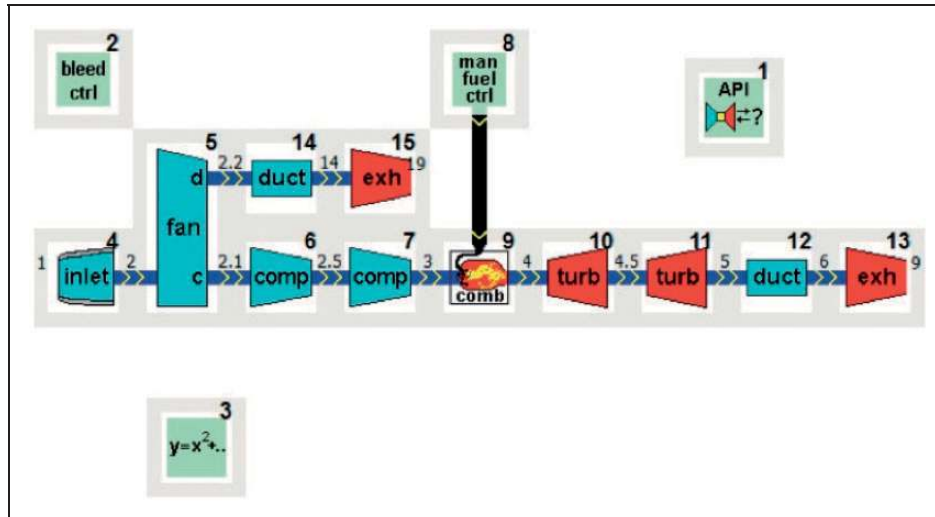 2
bleed
ctrl
8
man
fuel
ctrl
1
API
?
5 2.2 14 14 15 19
d duct exh
fan
1 4 2 c 2.1 6 2.5 7 3 9 4 10 4.5 11 5 12 6 13 9
inlet comp comp comb turb turb duct exh
3
y=x²+..